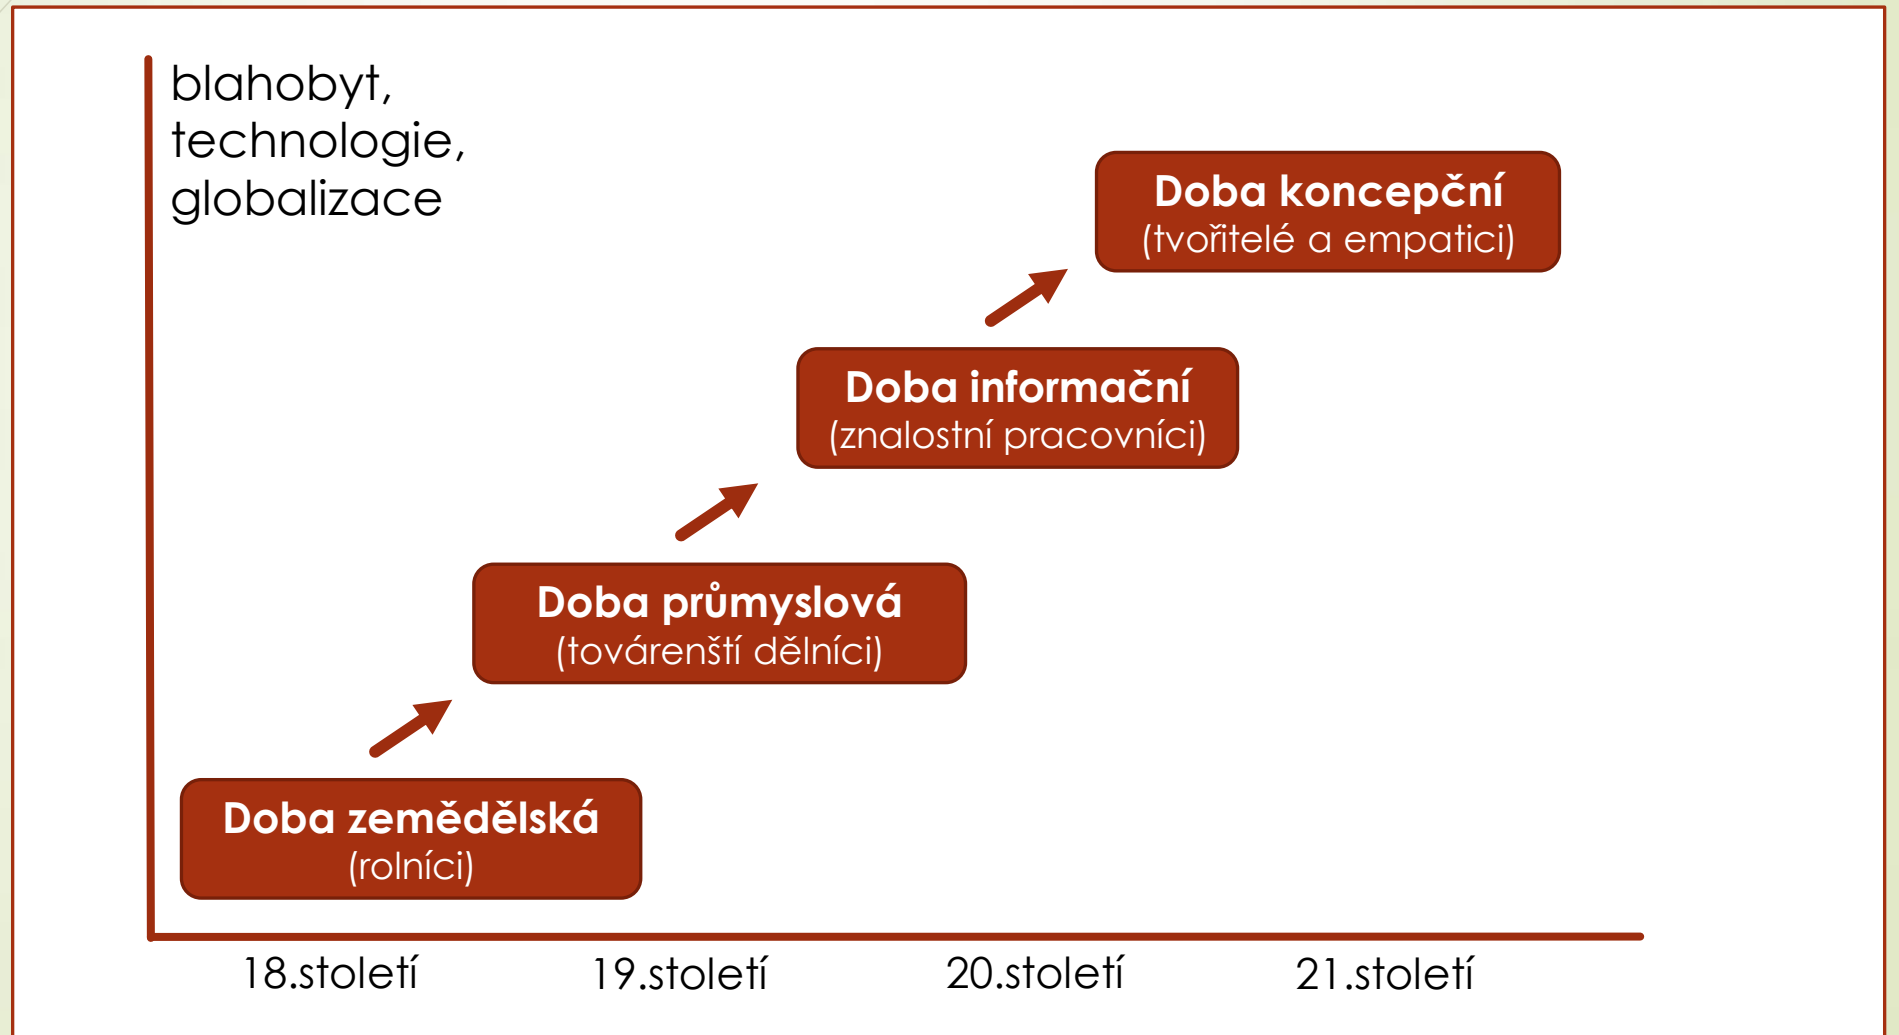 blahobyt,
technologie,
globalizace
Doba koncepční
(tvořitelé a empatici)
Doba informační
(znalostní pracovníci)
Doba průmyslová
(továrenští dělníci)
Doba zemědělská
(rolníci)
18.století
19.století
20.století
21.století